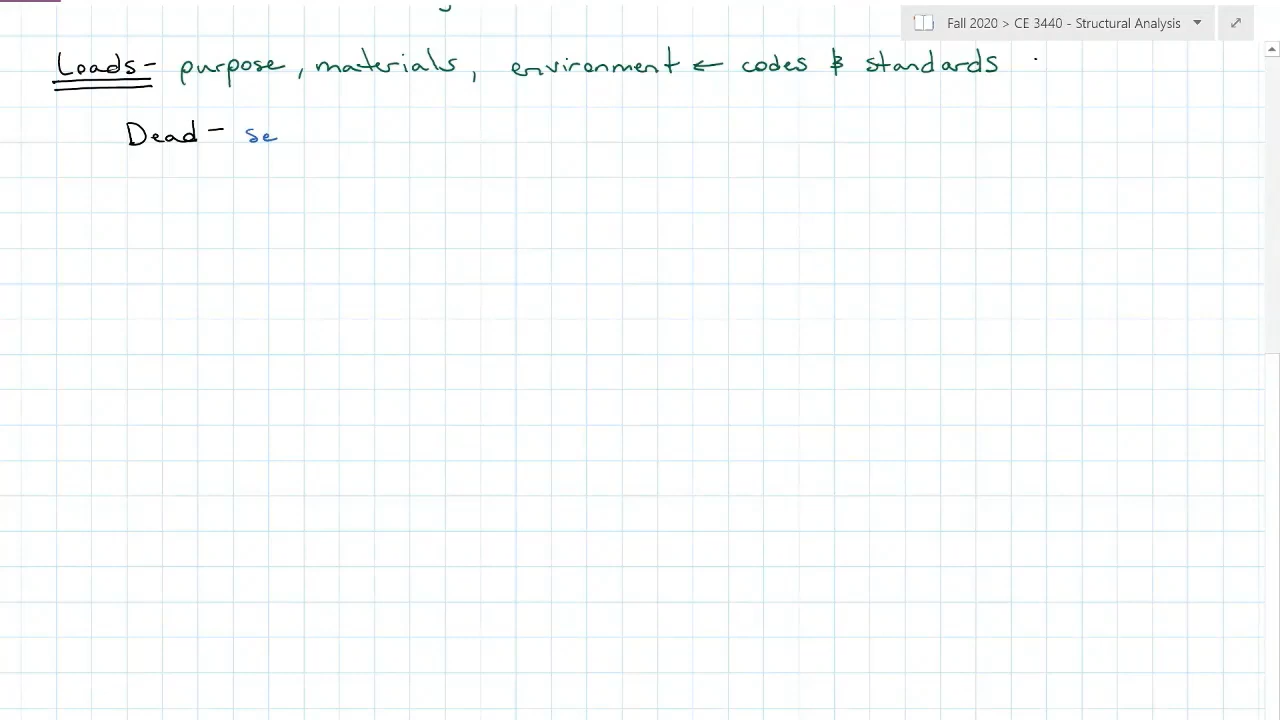 Fall 2020 > CE 3440 - Structural Analysis
Loads - purpose, materials, environment ← codes & standards
Dead - se